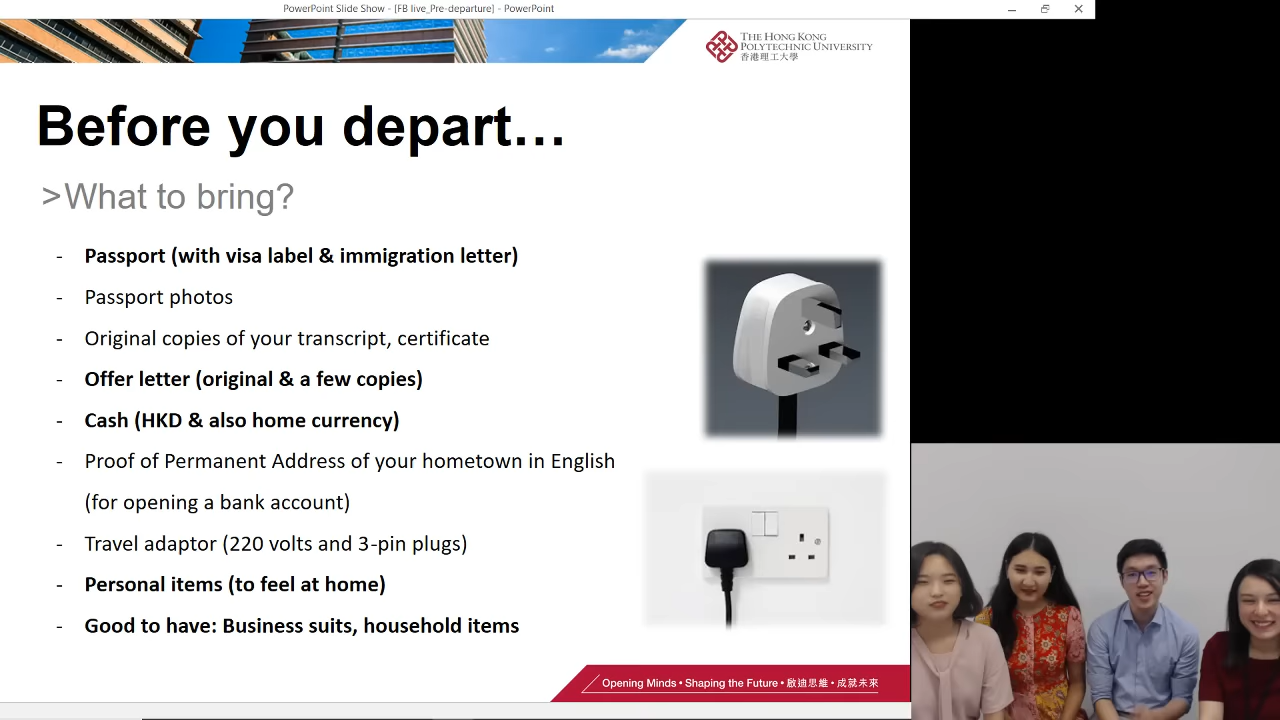 PowerPoint Slide Show - [FB live_Pre-departure] - PowerPoint
THE HONG KONG
POLYTECHNIC UNIVERSITY
香港理工大學
Before you depart...
>What to bring?
- Passport (with visa label & immigration letter)
- Passport photos
- Original copies of your transcript, certificate
- Offer letter (original & a few copies)
- Cash (HKD & also home currency)
- Proof of Permanent Address of your hometown in English
(for opening a bank account)
- Travel adaptor (220 volts and 3-pin plugs)
- Personal items (to feel at home)
- Good to have: Business suits, household items
Opening Minds • Shaping the Future • 啟迪思維 • 成就未來